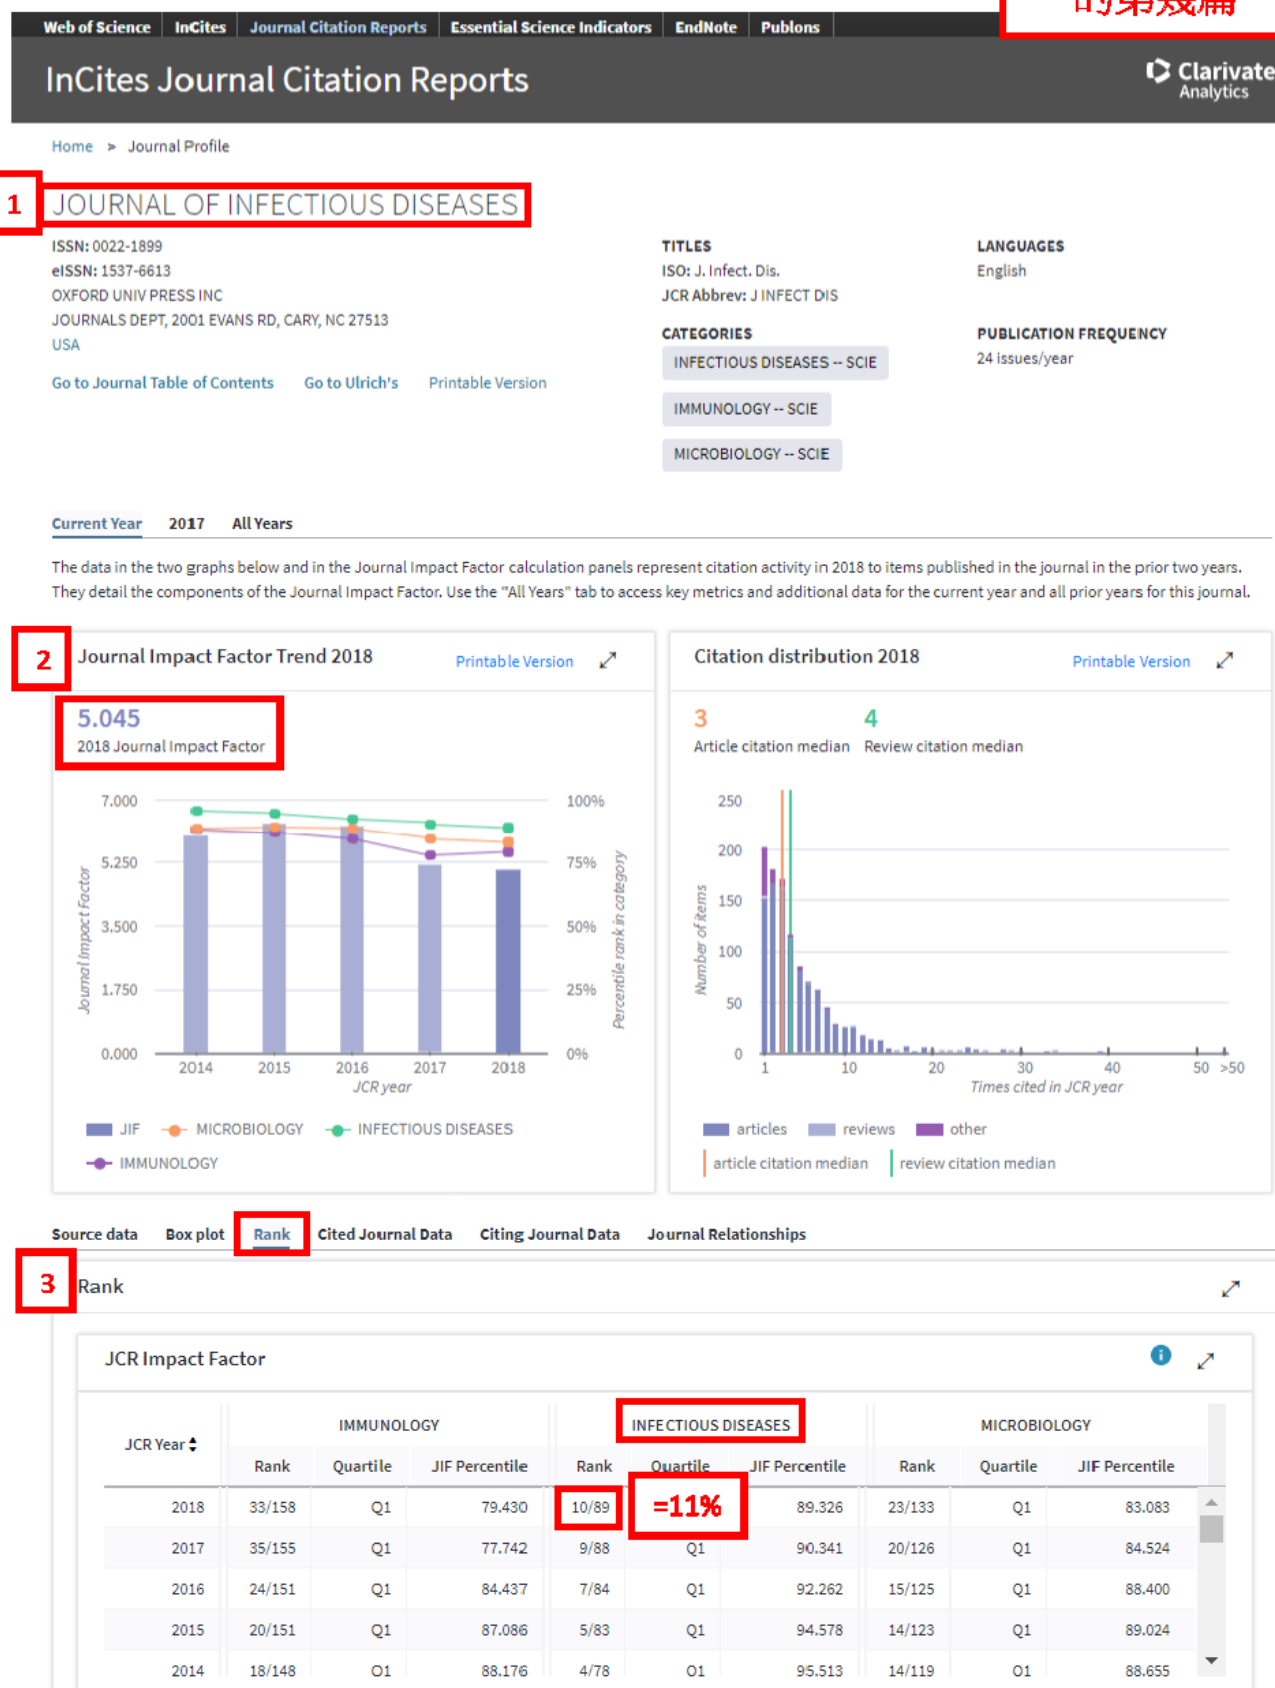 的第幾篇
Web of Science InCites Journal Citation Reports Essential Science Indicators EndNote Publons
InCites Journal Citation Reports
Clarivate
Analytics
Home > Journal Profile
1
JOURNAL OF INFECTIOUS DISEASES
ISSN: 0022-1899
eISSN: 1537-6613
OXFORD UNIV PRESS INC
JOURNALS DEPT, 2001 EVANS RD, CARY, NC 27513
USA
Go to Journal Table of Contents Go to Ulrich's Printable Version
TITLES
ISO: J. Infect. Dis.
JCR Abbrev: J INFECT DIS
CATEGORIES
INFECTIOUS DISEASES -- SCIE
IMMUNOLOGY -- SCIE
MICROBIOLOGY -- SCIE
LANGUAGES
English
PUBLICATION FREQUENCY
24 issues/year
Current Year 2017 All Years
The data in the two graphs below and in the Journal Impact Factor calculation panels represent citation activity in 2018 to items published in the journal in the prior two years.
They detail the components of the Journal Impact Factor. Use the "All Years" tab to access key metrics and additional data for the current year and all prior years for this journal.
2
Journal Impact Factor Trend 2018 Printable Version
5.045
2018 Journal Impact Factor
7.000 100%
5.250 75%
3.500 50%
1.750 25%
0.000 0%
Journal Impact Factor
Percentile rank in category
2014 2015 2016 2017 2018
JCR year
JIF MICROBIOLOGY INFECTIOUS DISEASES
IMMUNOLOGY
Citation distribution 2018 Printable Version
3 4
Article citation median Review citation median
250
200
150
100
50
0
Number of items
1 10 20 30 40 50 >50
Times cited in JCR year
articles reviews other
article citation median review citation median
Source data Box plot Rank Cited Journal Data Citing Journal Data Journal Relationships
3
Rank
JCR Impact Factor
JCR Year IMMUNOLOGY INFECTIOUS DISEASES MICROBIOLOGY
Rank Quartile JIF Percentile Rank Quartile JIF Percentile Rank Quartile JIF Percentile
2018 33/158 Q1 79.430 10/89 =11% 89.326 23/133 Q1 83.083
2017 35/155 Q1 77.742 9/88 Q1 90.341 20/126 Q1 84.524
2016 24/151 Q1 84.437 7/84 Q1 92.262 15/125 Q1 88.400
2015 20/151 Q1 87.086 5/83 Q1 94.578 14/123 Q1 89.024
2014 18/148 Q1 88.176 4/78 Q1 95.513 14/119 Q1 88.655